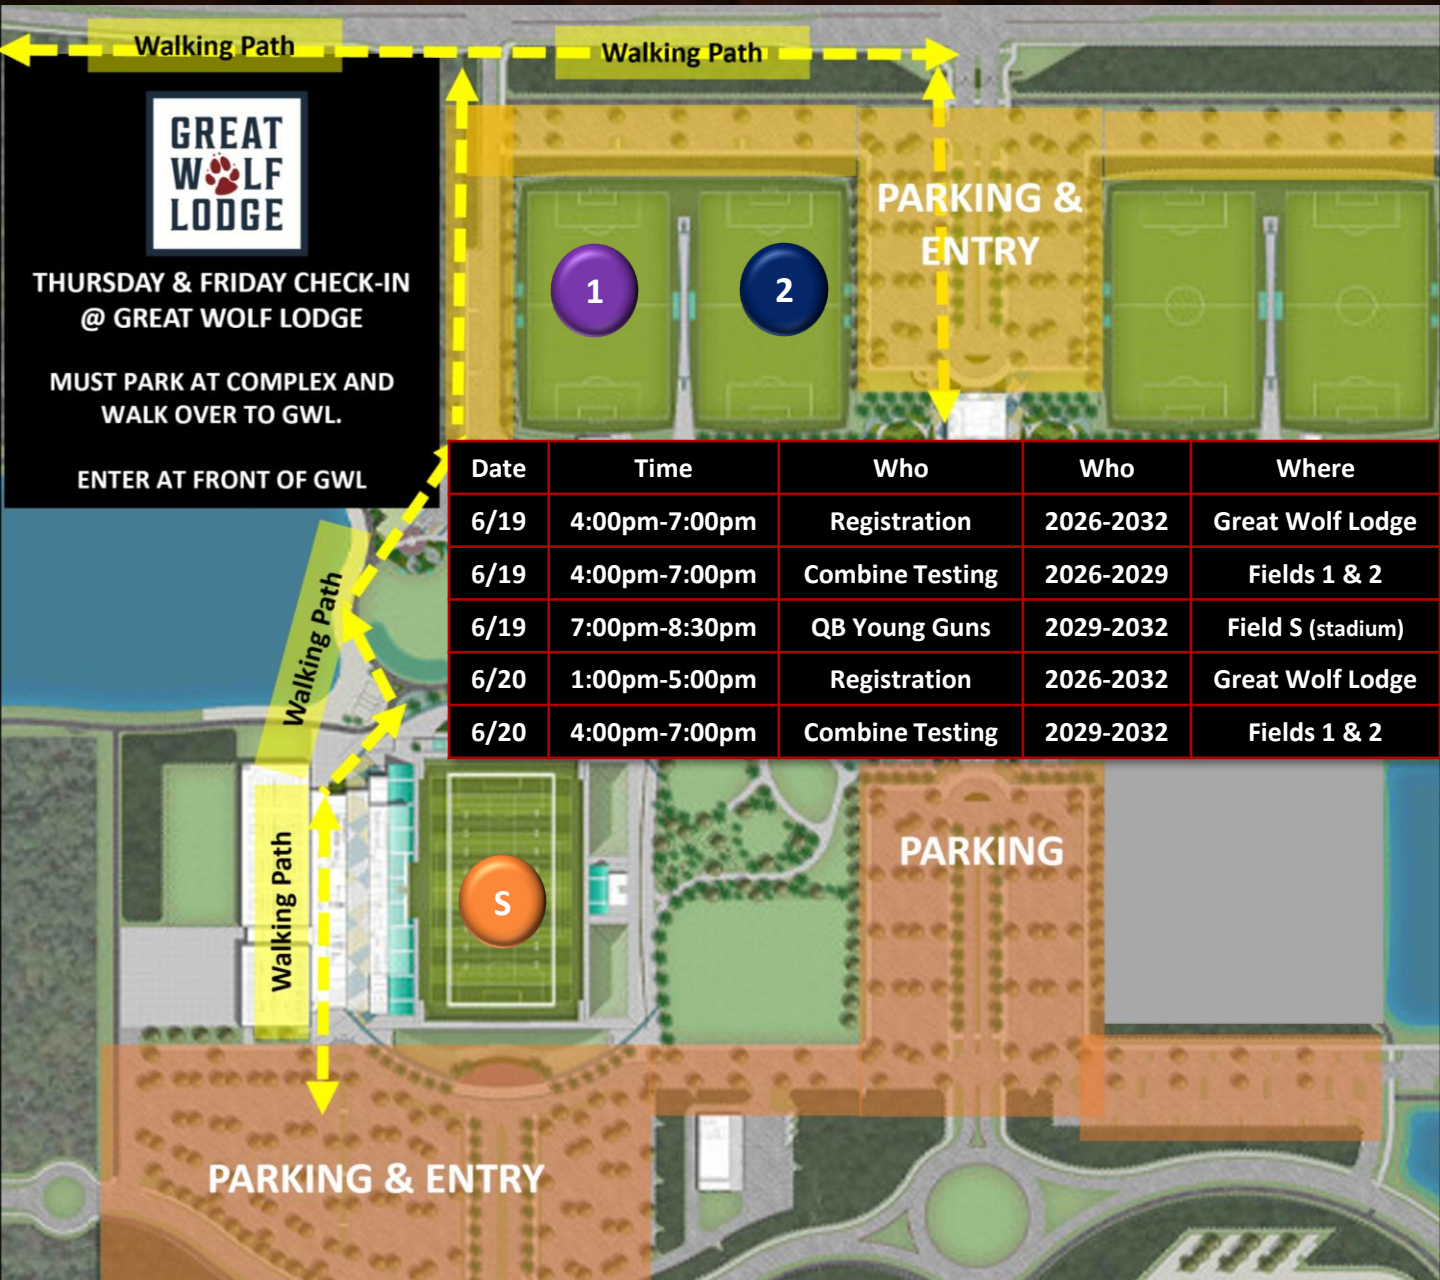 Walking Path
Walking Path
GREAT
WOLF
LODGE
THURSDAY & FRIDAY CHECK-IN
@ GREAT WOLF LODGE
MUST PARK AT COMPLEX AND
WALK OVER TO GWL.
ENTER AT FRONT OF GWL
1
2
PARKING &
ENTRY
Date Time Who Who Where
6/19 4:00pm-7:00pm Registration 2026-2032 Great Wolf Lodge
6/19 4:00pm-7:00pm Combine Testing 2026-2029 Fields 1 & 2
6/19 7:00pm-8:30pm QB Young Guns 2029-2032 Field S (stadium)
6/20 1:00pm-5:00pm Registration 2026-2032 Great Wolf Lodge
6/20 4:00pm-7:00pm Combine Testing 2029-2032 Fields 1 & 2
Walking Path
Walking Path
S
PARKING
PARKING & ENTRY